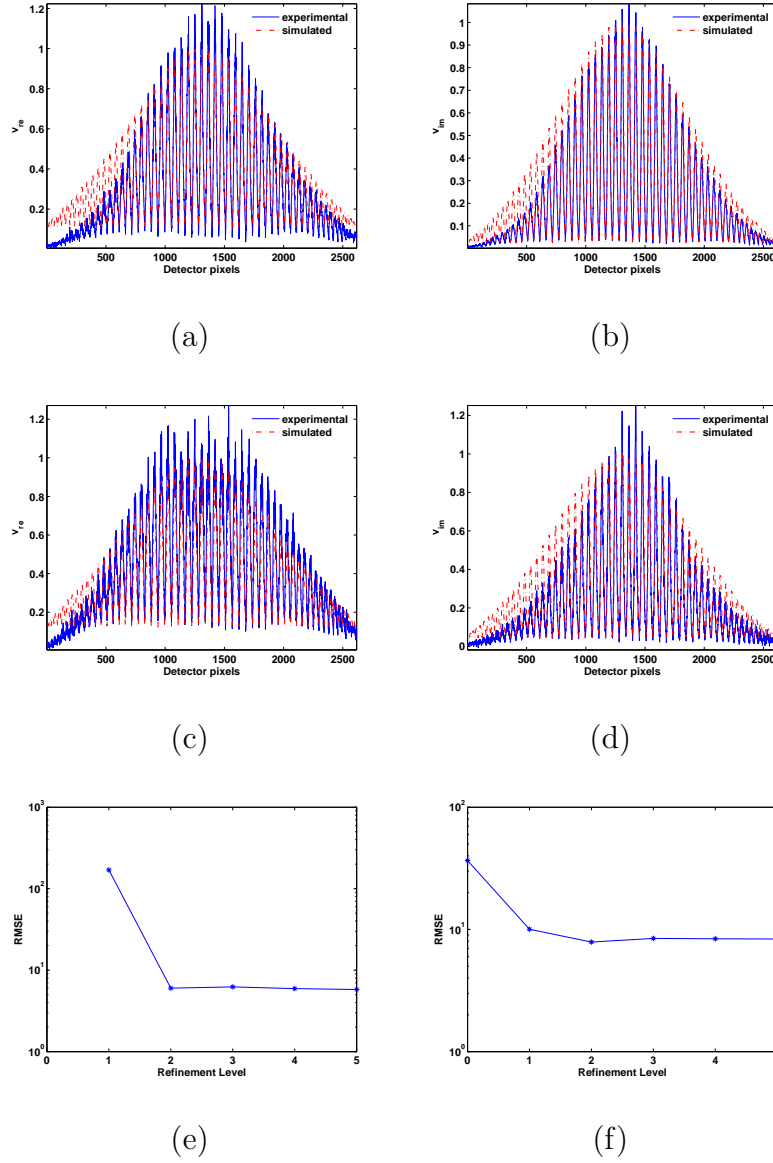 experimental
simulated
1.2
1
0.8
0.6
0.4
0.2
v_re
500 1000 1500 2000 2500
Detector pixels
(a)
experimental
simulated
1
0.9
0.8
0.7
0.6
0.5
0.4
0.3
0.2
0.1
v_im
500 1000 1500 2000 250
Detector pixels
(b)
experimental
simulated
1.2
1
0.8
0.6
0.4
0.2
v_re
500 1000 1500 2000 2500
Detector pixels
(c)
experimental
simulated
1.2
1
0.8
0.6
0.4
0.2
0
v_im
500 1000 1500 2000 250
Detector pixels
(d)
10^3
10^2
10^1
10^0
RMSE
0 1 2 3 4 5
Refinement Level
(e)
10^2
10^1
10^0
RMSE
0 1 2 3 4
Refinement Level
(f)